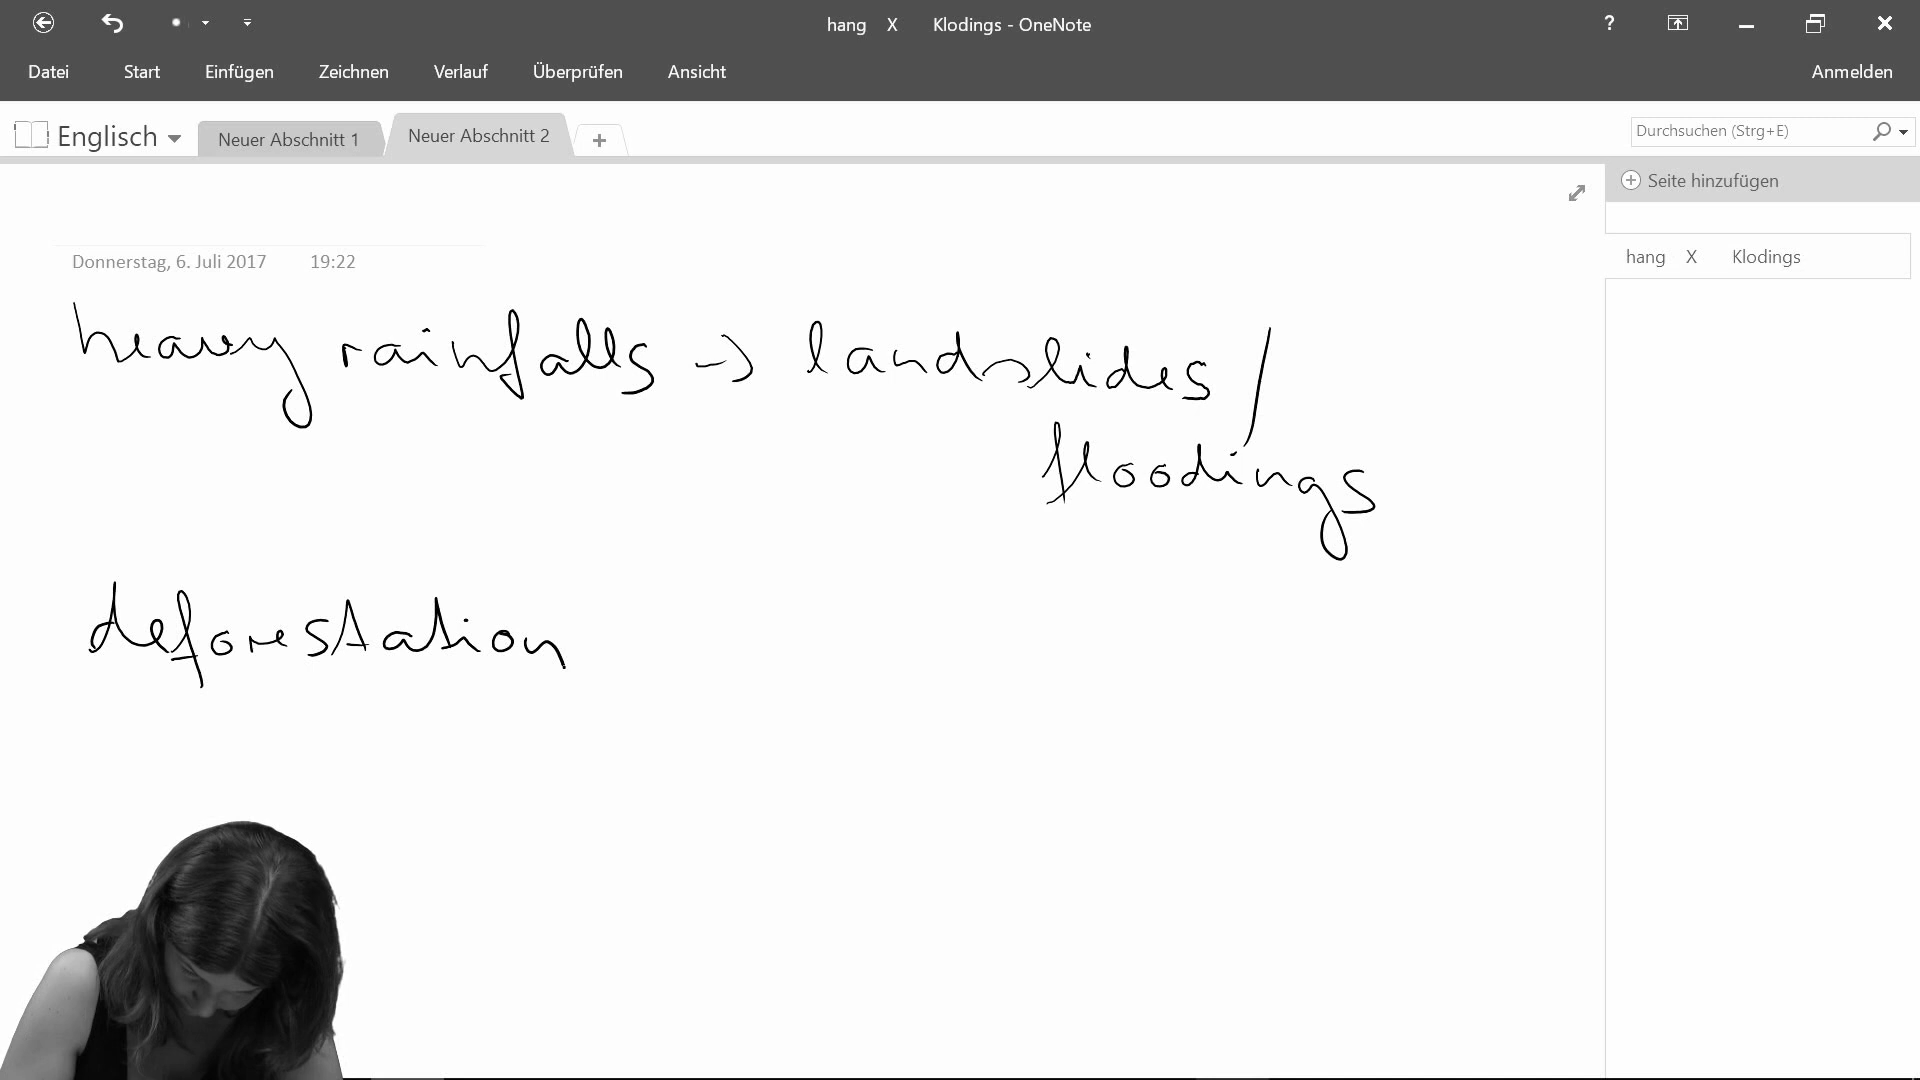 hang X Klodings - OneNote
?
Datei Start Einfügen Zeichnen Verlauf Überprüfen Ansicht Anmelden
Englisch Neuer Abschnitt 1 Neuer Abschnitt 2 + Durchsuchen (Strg+E)
Seite hinzufügen
hang X Klodings
Donnerstag, 6. Juli 2017 19:22
heavy rainfalls -> landslides /
floodings
deforestation